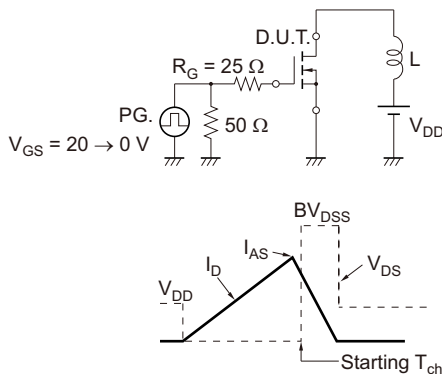 D.U.T.
L
R_G = 25 Ω
PG.
50 Ω
V_DD
V_GS = 20 → 0 V
BV_DSS
I_AS
I_D
V_DS
V_DD
Starting T_ch